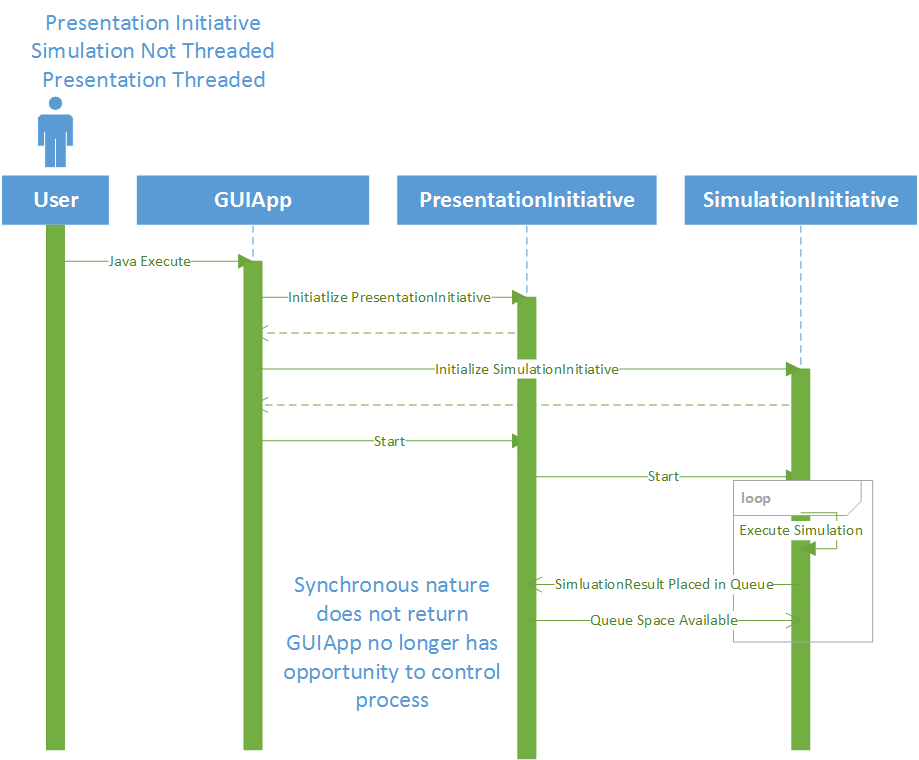 Presentation Initiative
Simulation Not Threaded
Presentation Threaded
User
GUIApp
PresentationInitiative
SimulationInitiative
Java Execute
Initiatlize PresentationInitiative
Initialize SimulationInitiative
Start
Start
loop
Execute Simulation
SimluationResult Placed in Queue
Queue Space Available
Synchronous nature
does not return
GUIApp no longer has
opportunity to control
process